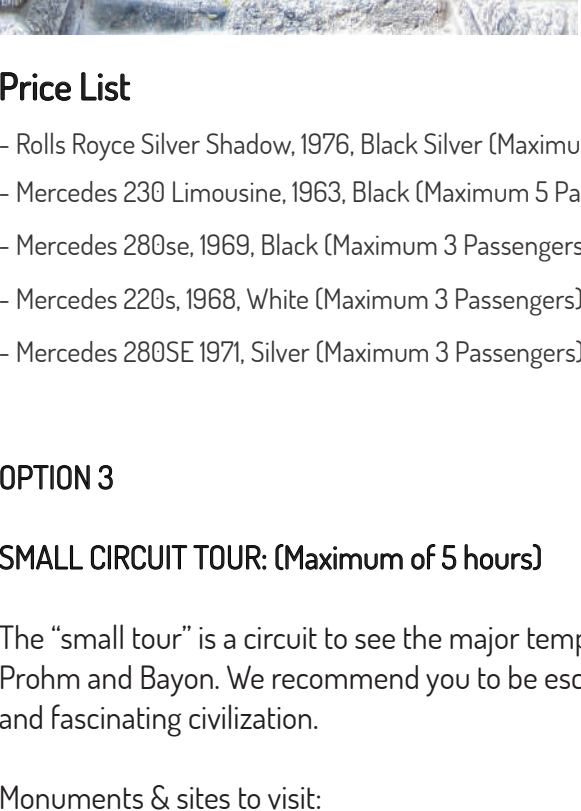 Price List
- Rolls Royce Silver Shadow, 1976, Black Silver (Maximu
- Mercedes 230 Limousine, 1963, Black (Maximum 5 Pa
- Mercedes 280se, 1969, Black (Maximum 3 Passengers
- Mercedes 220s, 1968, White (Maximum 3 Passengers)
- Mercedes 280SE 1971, Silver (Maximum 3 Passengers)
OPTION 3
SMALL CIRCUIT TOUR: (Maximum of 5 hours)
The “small tour” is a circuit to see the major temp
Prohm and Bayon. We recommend you to be esc
and fascinating civilization.
Monuments & sites to visit: